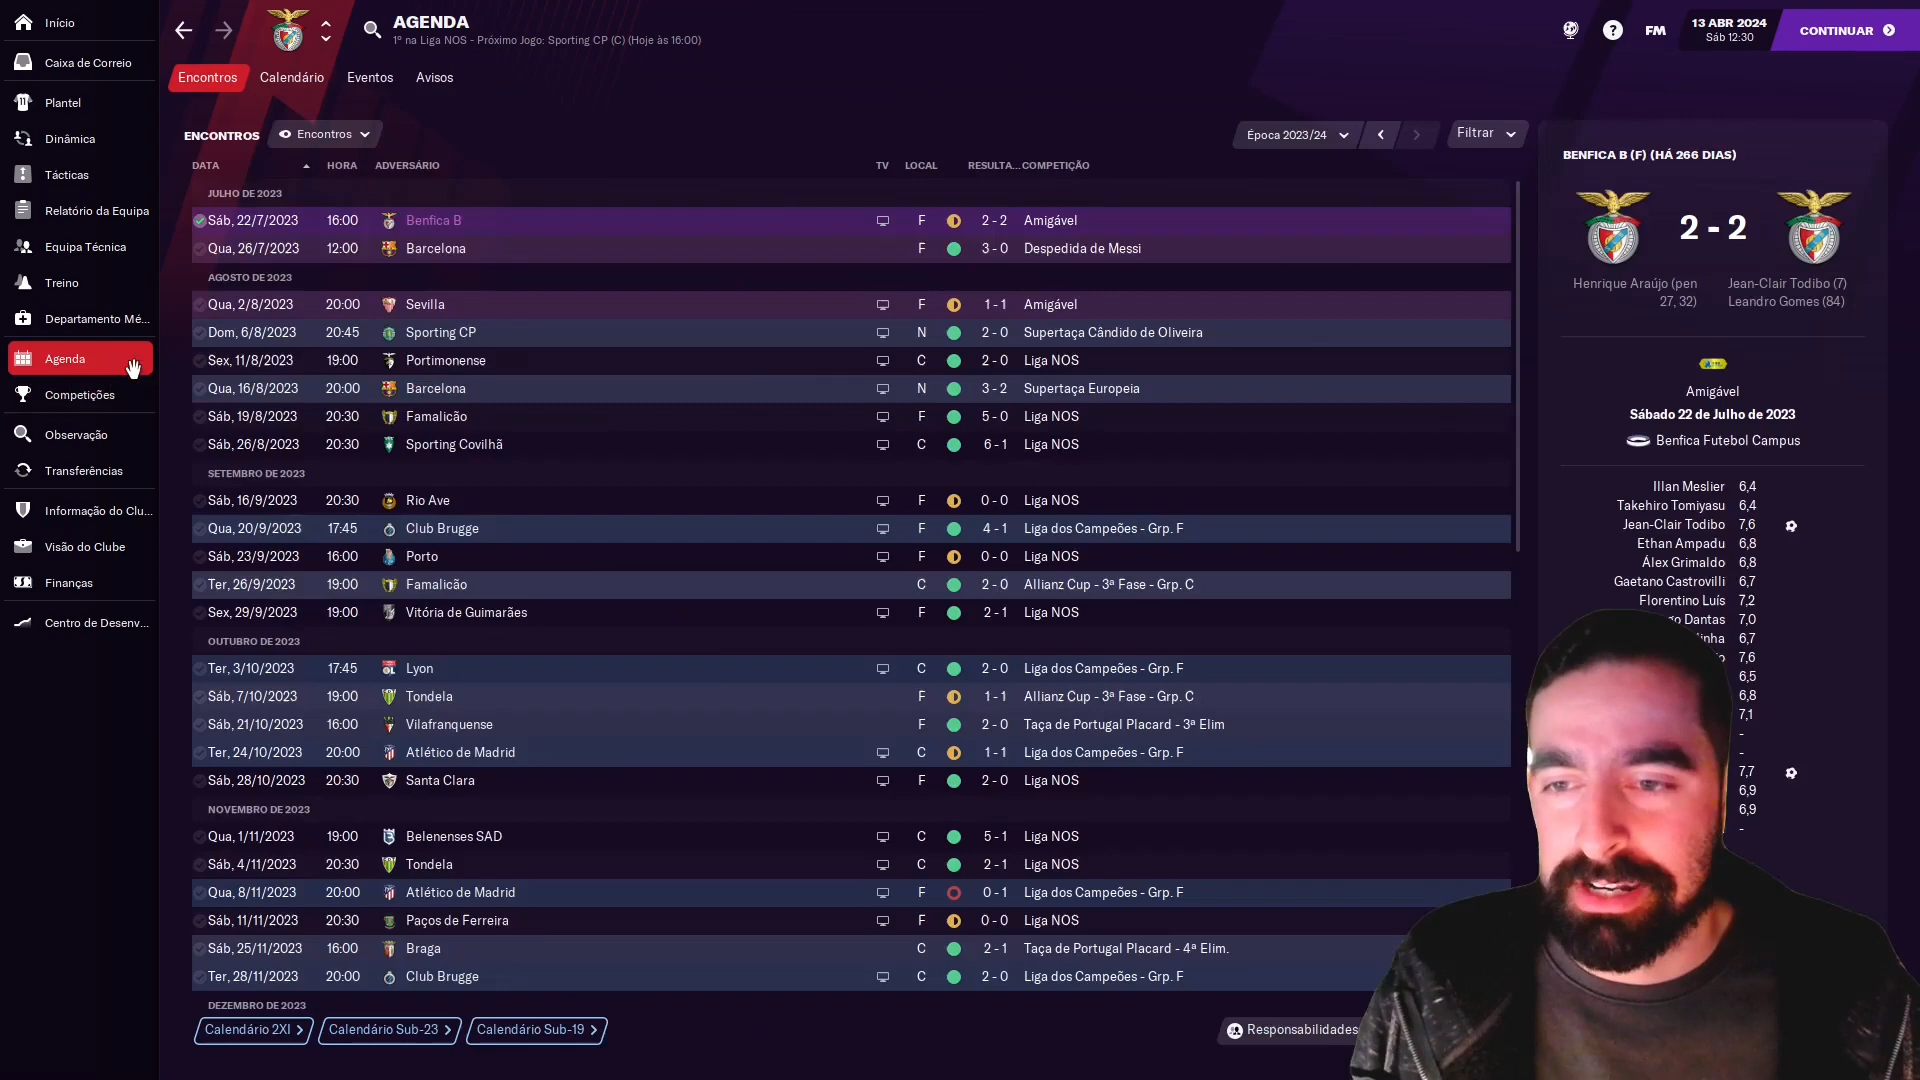 Início
Caixa de Correio
Plantel
Dinâmica
Tácticas
Relatório da Equipa
Equipa Técnica
Treino
Departamento Mé...
Agenda
Competições
Observação
Transferências
Informação do Clu...
Visão do Clube
Finanças
Centro de Desenv...
AGENDA
1º na Liga NOS - Próximo Jogo: Sporting CP (C) (Hoje às 16:00)
FM
13 ABR 2024
Sáb 12:30
CONTINUAR
Encontros Calendário Eventos Avisos
ENCONTROS Encontros Época 2023/24 Filtrar
DATA HORA ADVERSÁRIO TV LOCAL RESULTA... COMPETIÇÃO
JULHO DE 2023
Sáb, 22/7/2023 16:00 Benfica B F 2 - 2 Amigável
Qua, 26/7/2023 12:00 Barcelona F 3 - 0 Despedida de Messi
AGOSTO DE 2023
Qua, 2/8/2023 20:00 Sevilla F 1 - 1 Amigável
Dom, 6/8/2023 20:45 Sporting CP N 2 - 0 Supertaça Cândido de Oliveira
Sex, 11/8/2023 19:00 Portimonense C 2 - 0 Liga NOS
Qua, 16/8/2023 20:00 Barcelona N 3 - 2 Supertaça Europeia
Sáb, 19/8/2023 20:30 Famalicão F 5 - 0 Liga NOS
Sáb, 26/8/2023 20:30 Sporting Covilhã C 6 - 1 Liga NOS
SETEMBRO DE 2023
Sáb, 16/9/2023 20:30 Rio Ave F 0 - 0 Liga NOS
Qua, 20/9/2023 17:45 Club Brugge F 4 - 1 Liga dos Campeões - Grp. F
Sáb, 23/9/2023 16:00 Porto F 0 - 0 Liga NOS
Ter, 26/9/2023 19:00 Famalicão C 2 - 0 Allianz Cup - 3ª Fase - Grp. C
Sex, 29/9/2023 19:00 Vitória de Guimarães F 2 - 1 Liga NOS
OUTUBRO DE 2023
Ter, 3/10/2023 17:45 Lyon C 2 - 0 Liga dos Campeões - Grp. F
Sáb, 7/10/2023 19:00 Tondela F 1 - 1 Allianz Cup - 3ª Fase - Grp. C
Sáb, 21/10/2023 16:00 Vilafranquense F 2 - 0 Taça de Portugal Placard - 3ª Elim
Ter, 24/10/2023 20:00 Atlético de Madrid C 1 - 1 Liga dos Campeões - Grp. F
Sáb, 28/10/2023 20:30 Santa Clara F 2 - 0 Liga NOS
NOVEMBRO DE 2023
Qua, 1/11/2023 19:00 Belenenses SAD C 5 - 1 Liga NOS
Sáb, 4/11/2023 20:30 Tondela C 2 - 1 Liga NOS
Qua, 8/11/2023 20:00 Atlético de Madrid F 0 - 1 Liga dos Campeões - Grp. F
Sáb, 11/11/2023 20:30 Paços de Ferreira F 0 - 0 Liga NOS
Sáb, 25/11/2023 16:00 Braga C 2 - 1 Taça de Portugal Placard - 4ª Elim.
Ter, 28/11/2023 20:00 Club Brugge C 2 - 0 Liga dos Campeões - Grp. F
DEZEMBRO DE 2023
Calendário 2XI Calendário Sub-23 Calendário Sub-19 Responsabilidades
BENFICA B (F) (HÁ 266 DIAS)
2 - 2
Henrique Araújo (pen 27, 32)
Jean-Clair Todibo (7)
Leandro Gomes (84)
Amigável
Sábado 22 de Julho de 2023
Benfica Futebol Campus
Illan Meslier 6,4
Takehiro Tomiyasu 6,4
Jean-Clair Todibo 7,6
Ethan Ampadu 6,8
Álex Grimaldo 6,8
Gaetano Castrovilli 6,7
Florentino Luís 7,2
Dantas 7,0
6,7
7,6
6,5
6,8
7,1
-
-
7,7
6,9
6,9
-